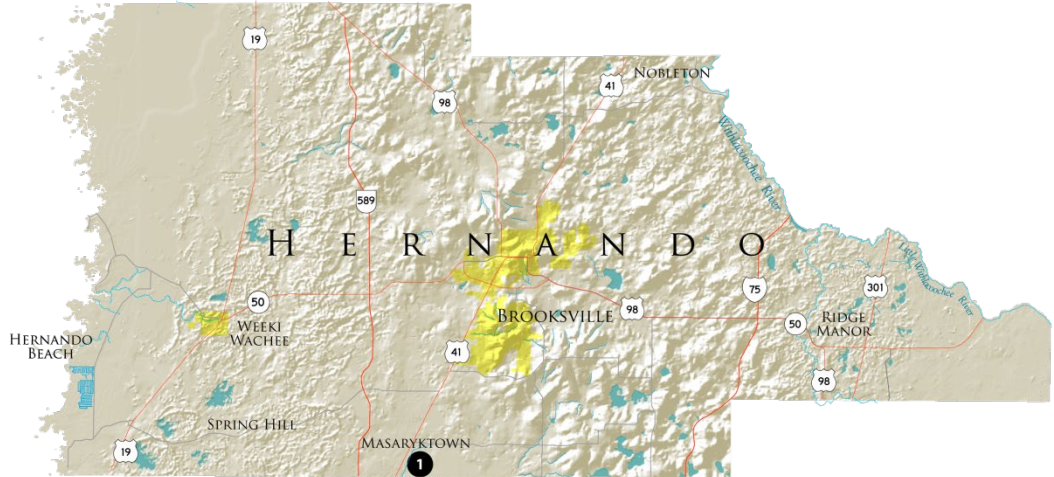 19
98
41
NOBLETON
Withlacoochee River
589
HERNANDO
Little Withlacoochee River
75
301
50
98
50
WEEKI
WACHEE
BROOKSVILLE
RIDGE
MANOR
HERNANDO
BEACH
41
98
SPRING HILL
19
MASARYKTOWN
1